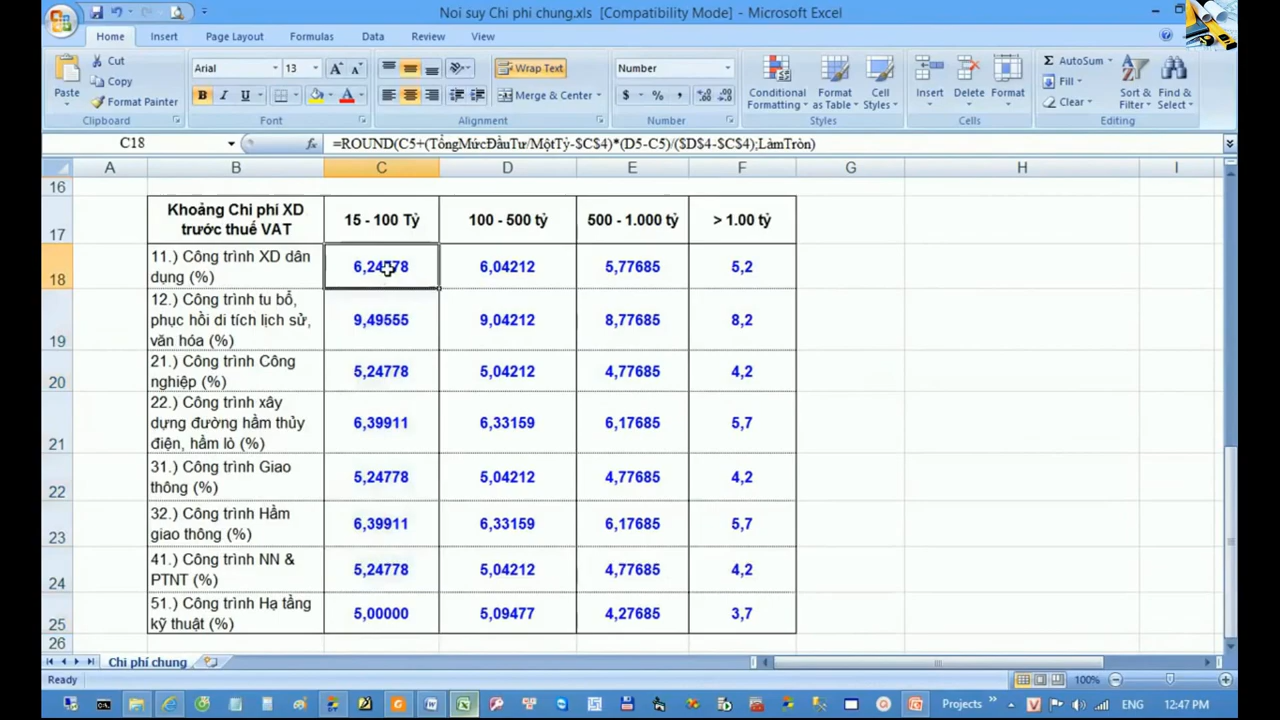 Noi suy Chi phi chung.xls [Compatibility Mode] - Microsoft Excel
Home Insert Page Layout Formulas Data Review View
Paste
Cut
Copy
Format Painter
Clipboard
Arial 13
B I U
Font
Wrap Text
Merge & Center
Alignment
Number
$ % ,
Number
Conditional Formatting
Format as Table
Cell Styles
Styles
Insert Delete Format
Cells
Σ AutoSum
Fill
Clear
Sort & Filter
Find & Select
Editing
C18 fx =ROUND(C5+(TổngMứcĐầuTư/MộtTỷ-$C$4)*(D5-C5)/($D$4-$C$4);LàmTròn)
A B C D E F G H I
16
17 Khoảng Chi phí XD trước thuế VAT 15 - 100 Tỷ 100 - 500 tỷ 500 - 1.000 tỷ > 1.00 tỷ
18 11.) Công trình XD dân dụng (%) 6,24778 6,04212 5,77685 5,2
19 12.) Công trình tu bổ, phục hồi di tích lịch sử, văn hóa (%) 9,49555 9,04212 8,77685 8,2
20 21.) Công trình Công nghiệp (%) 5,24778 5,04212 4,77685 4,2
21 22.) Công trình xây dựng đường hầm thủy điện, hầm lò (%) 6,39911 6,33159 6,17685 5,7
22 31.) Công trình Giao thông (%) 5,24778 5,04212 4,77685 4,2
23 32.) Công trình Hầm giao thông (%) 6,39911 6,33159 6,17685 5,7
24 41.) Công trình NN & PTNT (%) 5,24778 5,04212 4,77685 4,2
25 51.) Công trình Hạ tầng kỹ thuật (%) 5,00000 5,09477 4,27685 3,7
26
Chi phí chung
Ready 100%
Projects ENG 12:47 PM